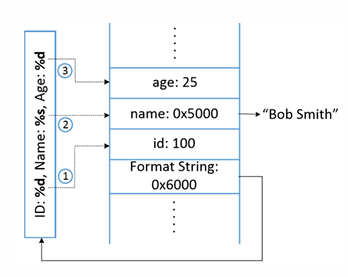 ID: %d, Name: %s, Age: %d
3
2
1
age: 25
name: 0x5000
"Bob Smith"
id: 100
Format String:
0x6000